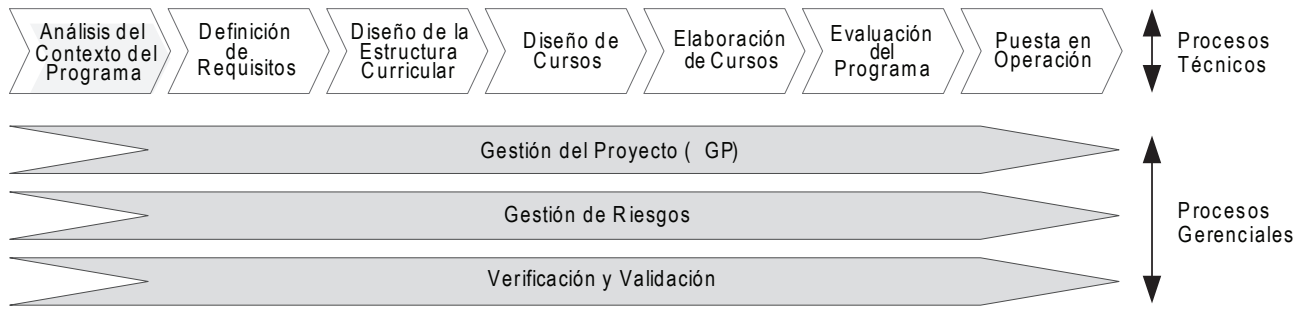 Análisis del
Contexto del
Programa
Definición
de
Requisitos
Diseño de la
Estructura
Curricular
Diseño de
Cursos
Elaboración
de Cursos
Evaluación
del
Programa
Puesta en
Operación
Procesos
Técnicos
Gestión del Proyecto ( GP)
Gestión de Riesgos
Verificación y Validación
Procesos
Gerenciales